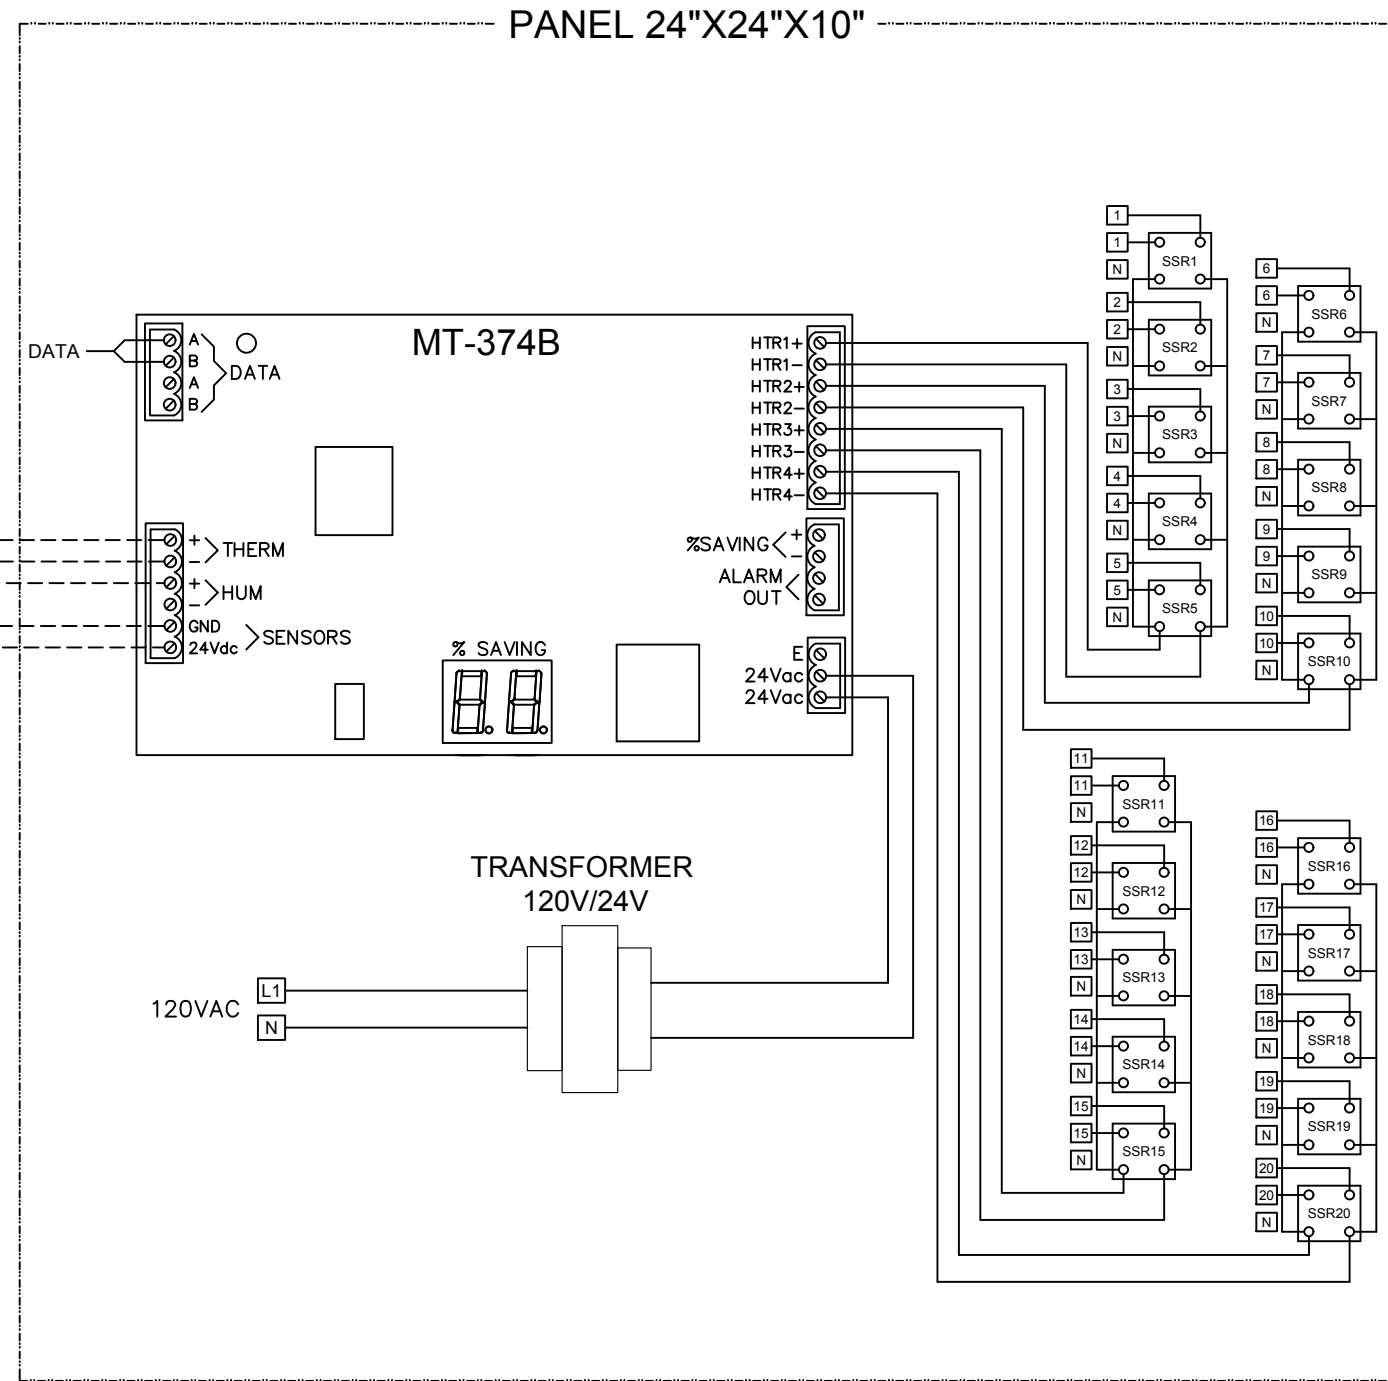 PANEL 24"X24"X10"
MT-374B
DATA
A
B
A
B
DATA
+
-
THERM
+
-
HUM
GND
24Vdc
SENSORS
% SAVING
HTR1+
HTR1-
HTR2+
HTR2-
HTR3+
HTR3-
HTR4+
HTR4-
%SAVING
+
-
ALARM
OUT
E
24Vac
24Vac
TRANSFORMER
120V/24V
120VAC
L1
N
1
1
N
SSR1
2
2
N
SSR2
3
3
N
SSR3
4
4
N
SSR4
5
5
N
SSR5
6
6
N
SSR6
7
7
N
SSR7
8
8
N
SSR8
9
9
N
SSR9
10
10
N
SSR10
11
11
N
SSR11
12
12
N
SSR12
13
13
N
SSR13
14
14
N
SSR14
15
15
N
SSR15
16
16
N
SSR16
17
17
N
SSR17
18
18
N
SSR18
19
19
N
SSR19
20
20
N
SSR20